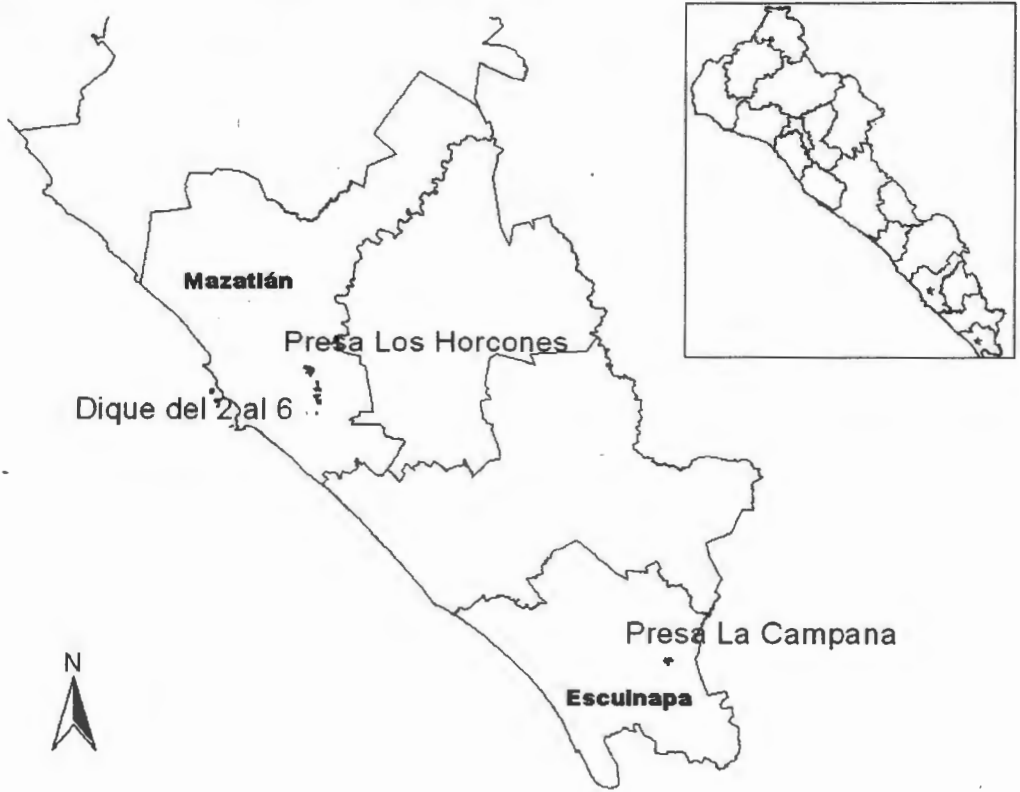 Mazatlán
Presa Los Horcones
Dique del 2 al 6
Presa La Campana
Escuinapa
N